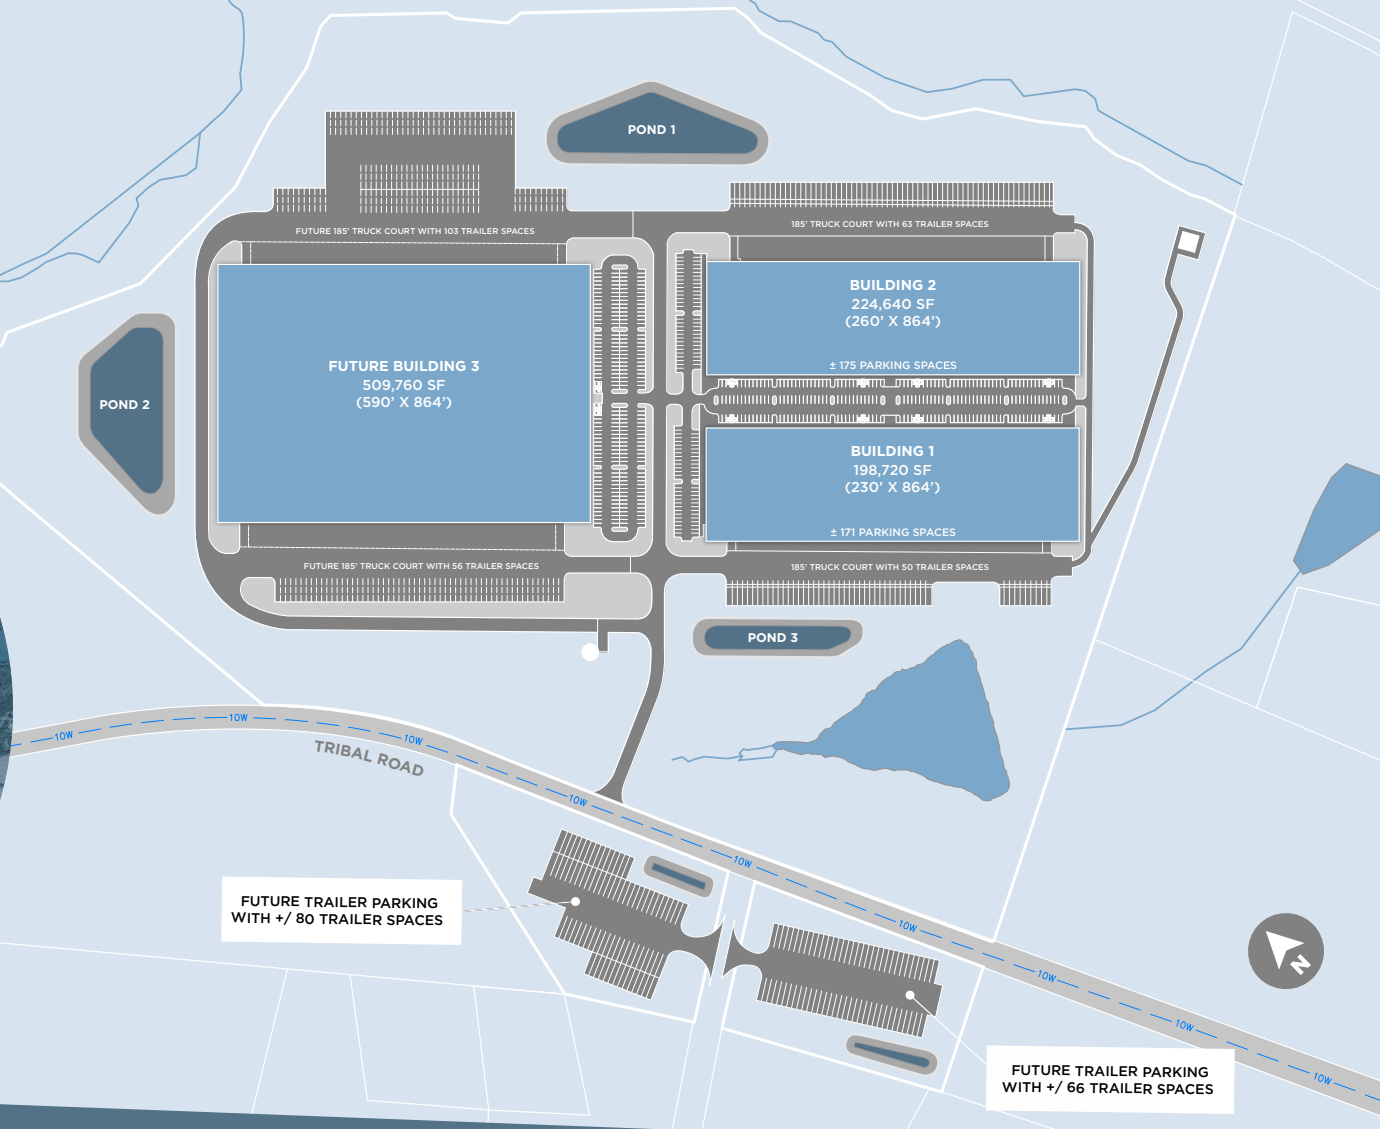 POND 1
FUTURE 185' TRUCK COURT WITH 103 TRAILER SPACES
185' TRUCK COURT WITH 63 TRAILER SPACES
BUILDING 2
224,640 SF
(260' X 864')
± 175 PARKING SPACES
FUTURE BUILDING 3
509,760 SF
(590' X 864')
POND 2
BUILDING 1
198,720 SF
(230' X 864')
± 171 PARKING SPACES
FUTURE 185' TRUCK COURT WITH 56 TRAILER SPACES
185' TRUCK COURT WITH 50 TRAILER SPACES
POND 3
10W
10W
10W
TRIBAL ROAD
10W
10W
10W
10W
10W
10W
FUTURE TRAILER PARKING
WITH +/ 80 TRAILER SPACES
N
FUTURE TRAILER PARKING
WITH +/ 66 TRAILER SPACES